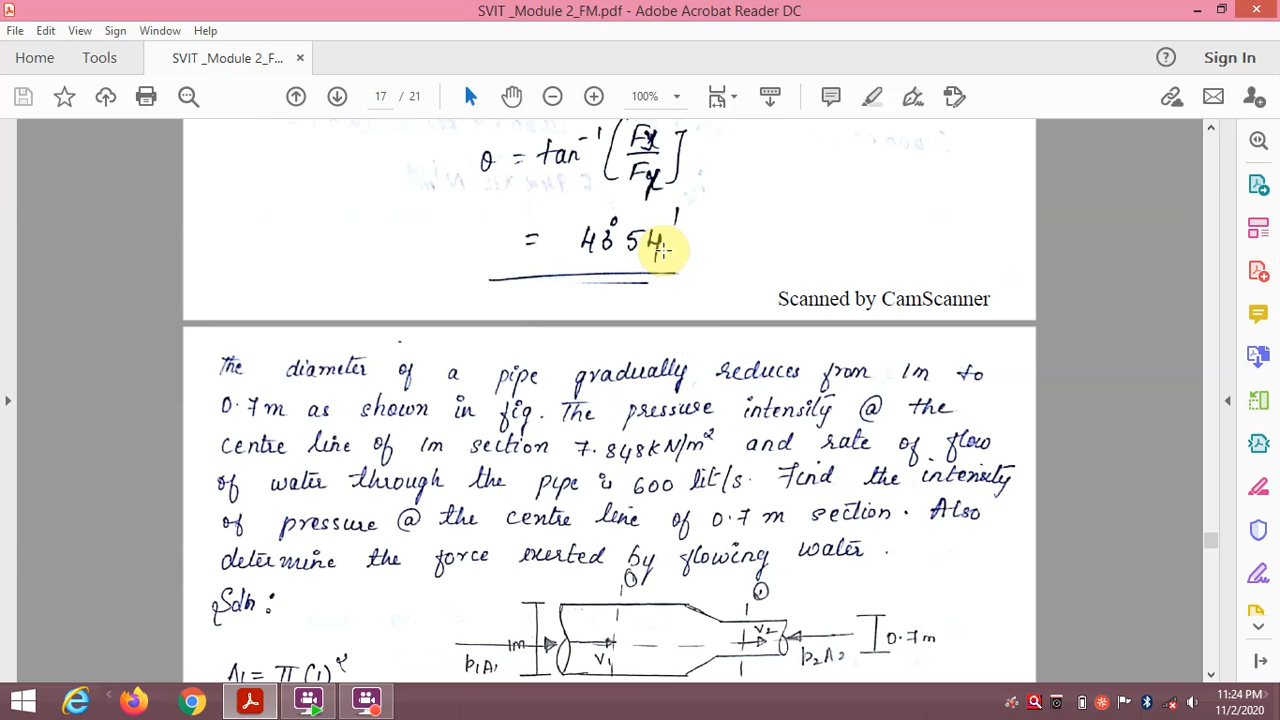 SVIT _Module 2_FM.pdf - Adobe Acrobat Reader DC
File Edit View Sign Window Help
Home Tools SVIT _Module 2_F... × Sign In
17 / 21 100%
θ = tan⁻¹ (Fy/Fx]
= 43° 54'
Scanned by CamScanner
The diameter of a pipe gradually reduces from 1m to
0.7m as shown in fig. The pressure intensity @ the
centre line of 1m section 7.848kN/m² and rate of flow
of water through the pipe is 600 lit/s. Find the intensity
of pressure @ the centre line of 0.7 m section. Also
determine the force exerted by flowing water.
Soln :
1m V1 V2 0.7m
p1A1 p2A2
A1 = π(1)²
11:24 PM
11/2/2020